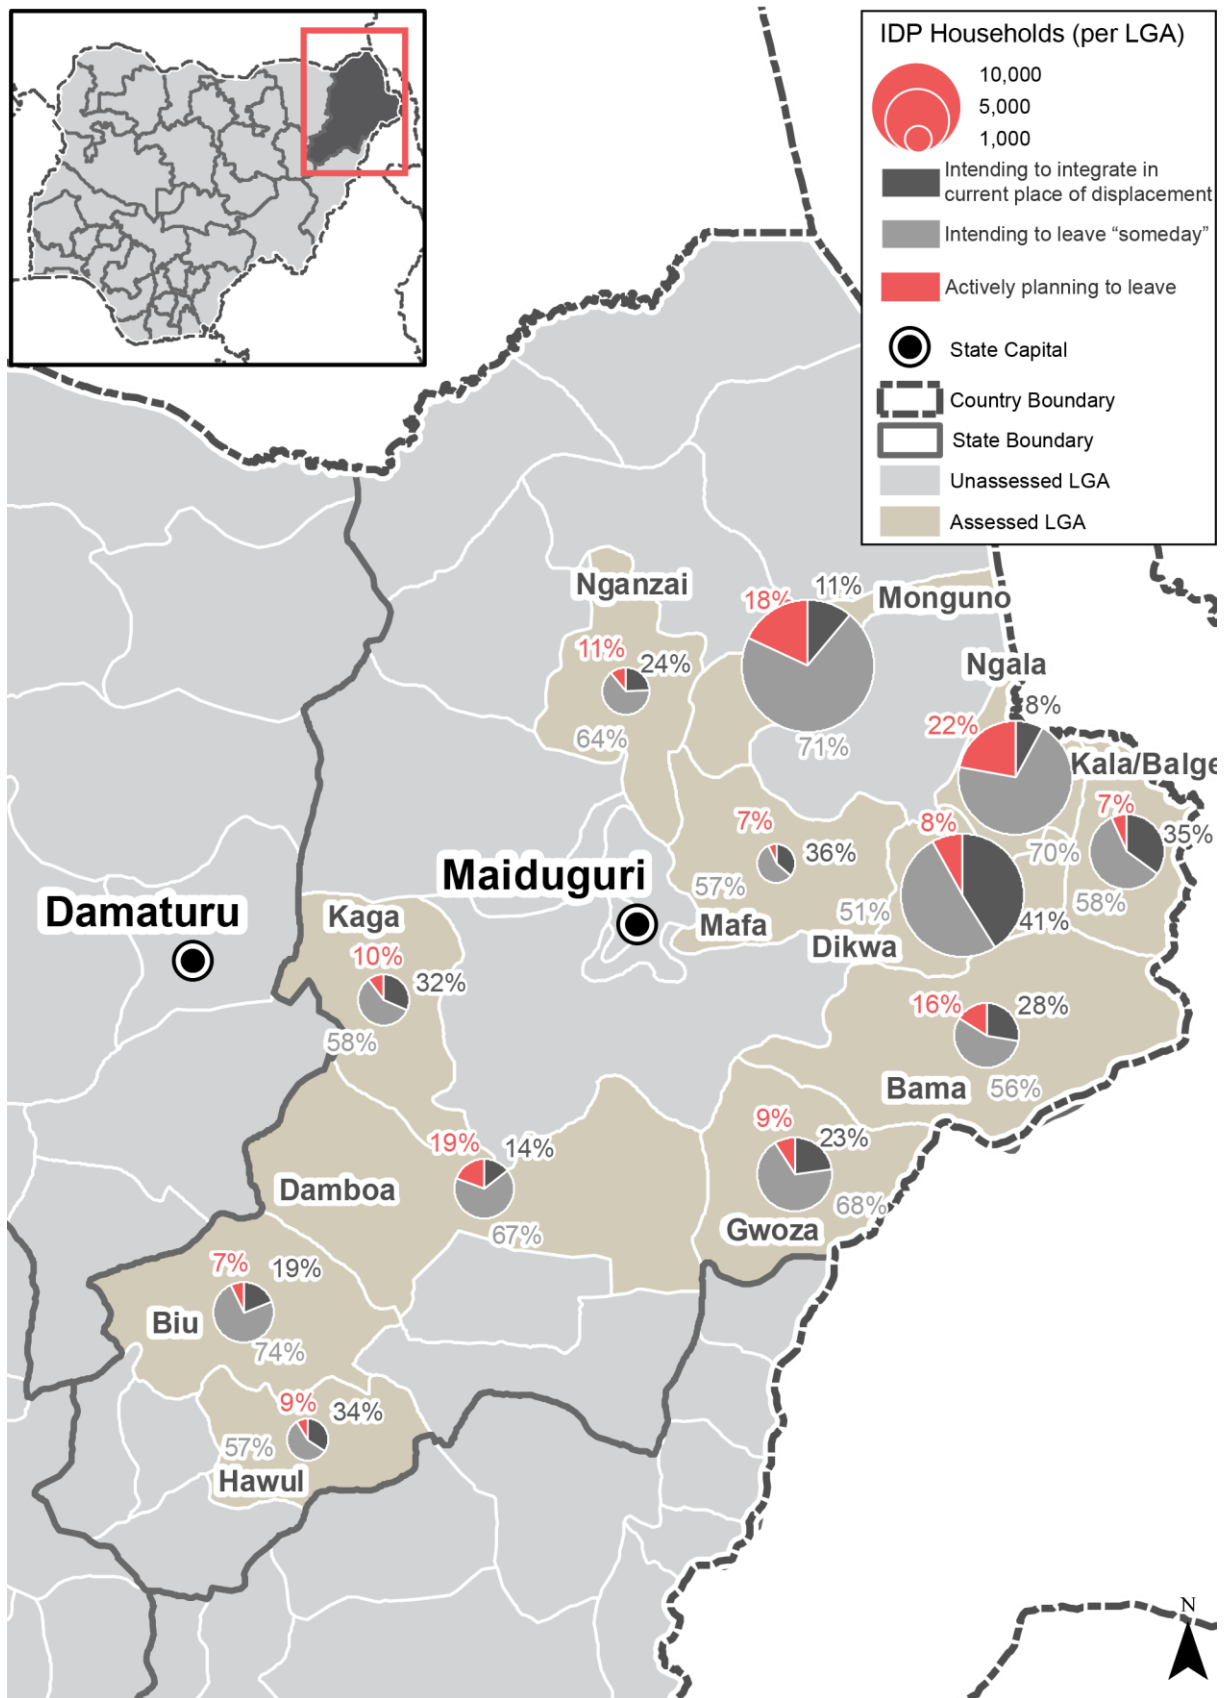 IDP Households (per LGA)
10,000
5,000
1,000
Intending to integrate in
current place of displacement
Intending to leave “someday”
Actively planning to leave
State Capital
Country Boundary
State Boundary
Unassessed LGA
Assessed LGA
Nganzai
11%
24%
64%
18%
11%
Monguno
71%
Ngala
8%
22%
70%
Kala/Balge
7%
35%
58%
7%
36%
57%
Mafa
8%
51%
41%
Dikwa
Maiduguri
Damaturu
Kaga
10%
32%
58%
16%
28%
Bama
56%
9%
23%
68%
Gwoza
19%
14%
Damboa
67%
7%
19%
Biu
74%
9%
34%
57%
Hawul
N